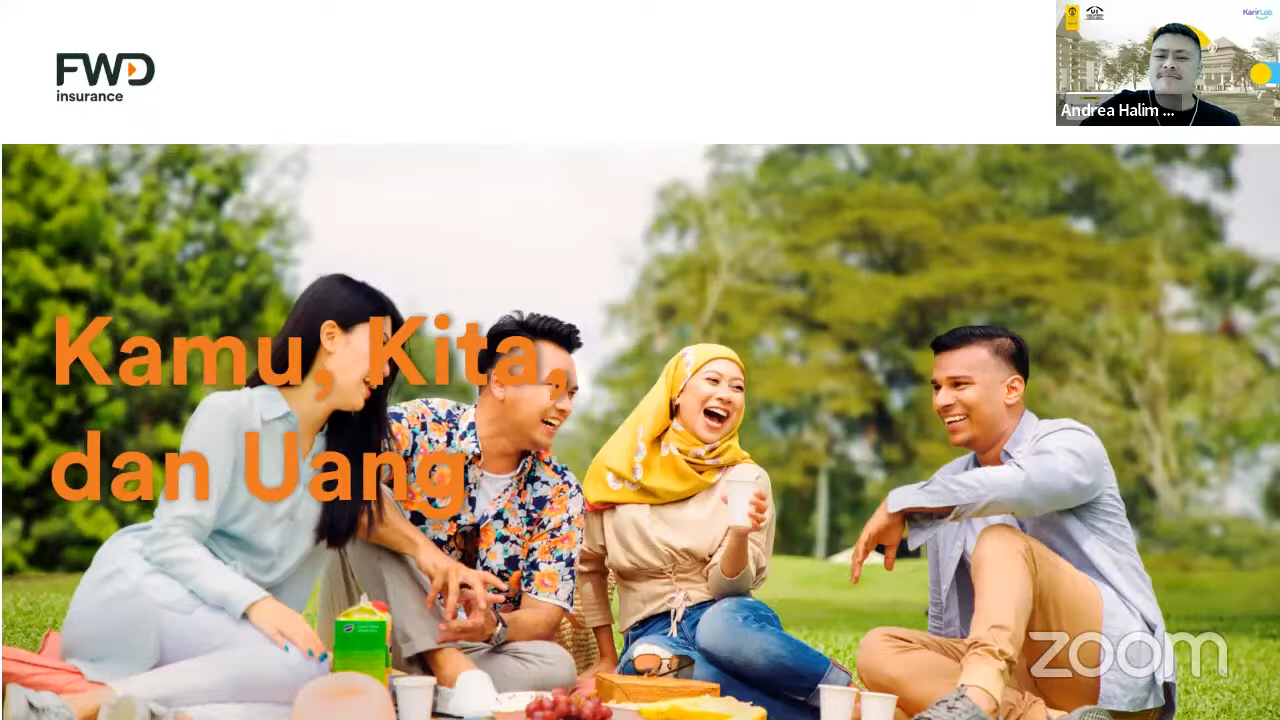 FWD
insurance
KarirLab
Andrea Halim ...
Kamu, Kita,
dan Uang
zoom